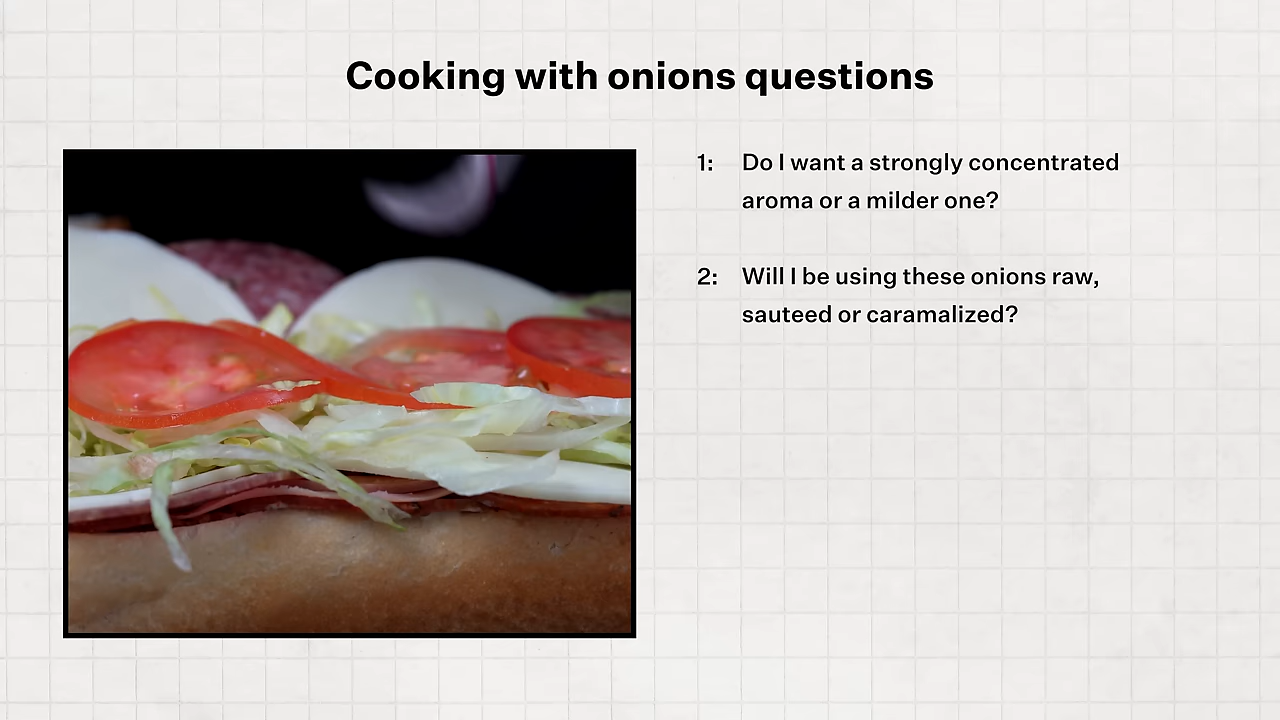 Cooking with onions questions
1: Do I want a strongly concentrated
aroma or a milder one?
2: Will I be using these onions raw,
sauteed or caramalized?